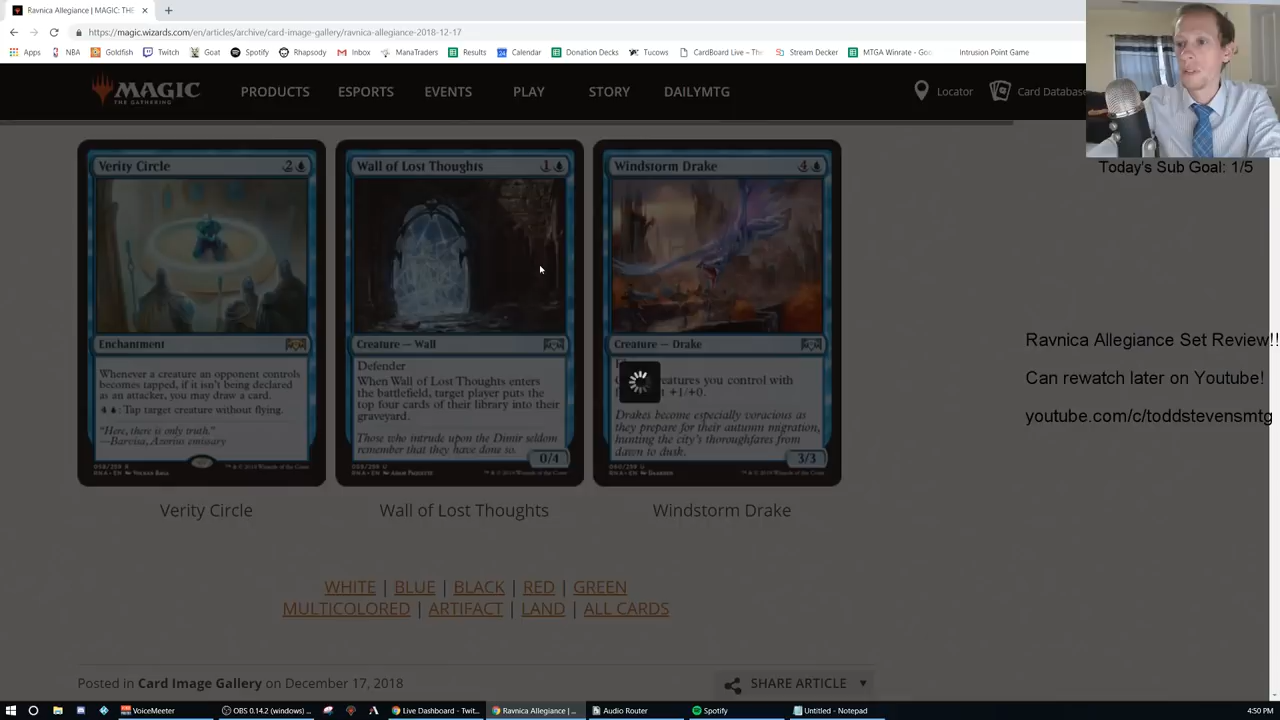 Ravnica Allegiance | MAGIC: THE
https://magic.wizards.com/en/articles/archive/card-image-gallery/ravnica-allegiance-2018-12-17
Apps NBA Goldfish Twitch Goat Spotify Rhapsody Inbox ManaTraders Results Calendar Donation Decks Tucows CardBoard Live – The Stream Decker MTGA Winrate - Goo Intrusion Point Game
MAGIC THE GATHERING PRODUCTS ESPORTS EVENTS PLAY STORY DAILYMTG Locator Card Database
Today's Sub Goal: 1/5
Verity Circle 2
Enchantment
Whenever a creature an opponent controls
becomes tapped, if it isn't being declared
as an attacker, you may draw a card.
4 : Tap target creature without flying.
"Here, there is only truth."
—Barvisa, Azorius emissary
Wall of Lost Thoughts 1
Creature — Wall
Defender
When Wall of Lost Thoughts enters
the battlefield, target player puts the
top four cards of their library into their
graveyard.
Those who intrude upon the Dimir seldom
remember that they have done so.
0/4
Windstorm Drake 4
Creature — Drake
creatures you control with
+1/+0.
Drakes become especially voracious as
they prepare for their autumn migration,
hunting the city's thoroughfares from
dawn to dusk.
3/3
Verity Circle
Wall of Lost Thoughts
Windstorm Drake
Ravnica Allegiance Set Review!!
Can rewatch later on Youtube!
youtube.com/c/toddstevensmtg
WHITE | BLUE | BLACK | RED | GREEN
MULTICOLORED | ARTIFACT | LAND | ALL CARDS
Posted in Card Image Gallery on December 17, 2018
SHARE ARTICLE
VoiceMeeter OBS 0.14.2 (windows) ... Live Dashboard - Twit... Ravnica Allegiance |... Audio Router Spotify Untitled - Notepad 4:50 PM